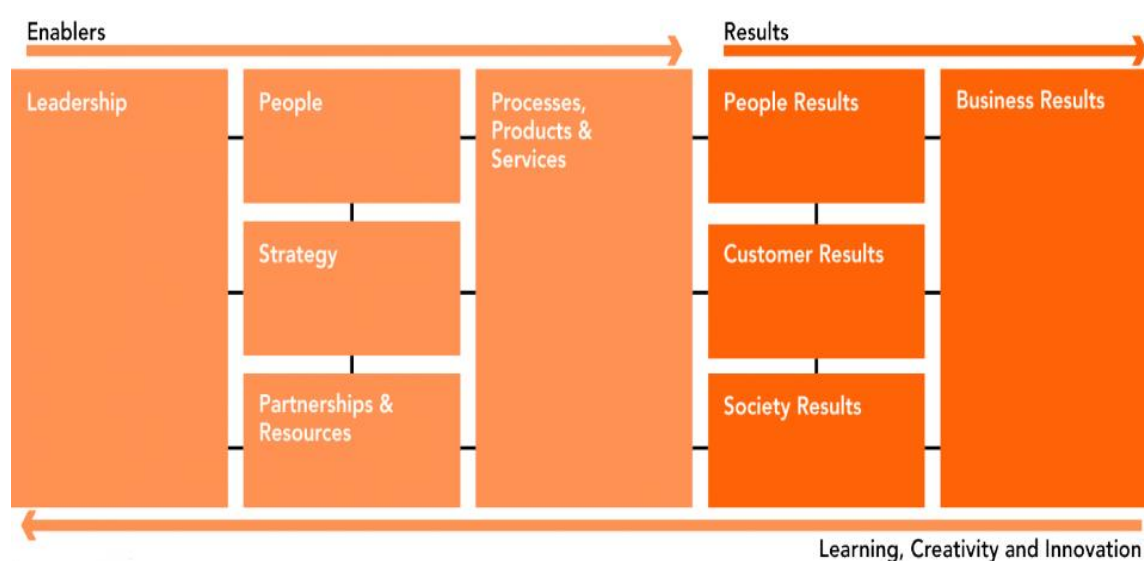 Enablers
Results
Leadership
People
Processes,
Products &
Services
People Results
Business Results
Strategy
Customer Results
Partnerships &
Resources
Society Results
Learning, Creativity and Innovation